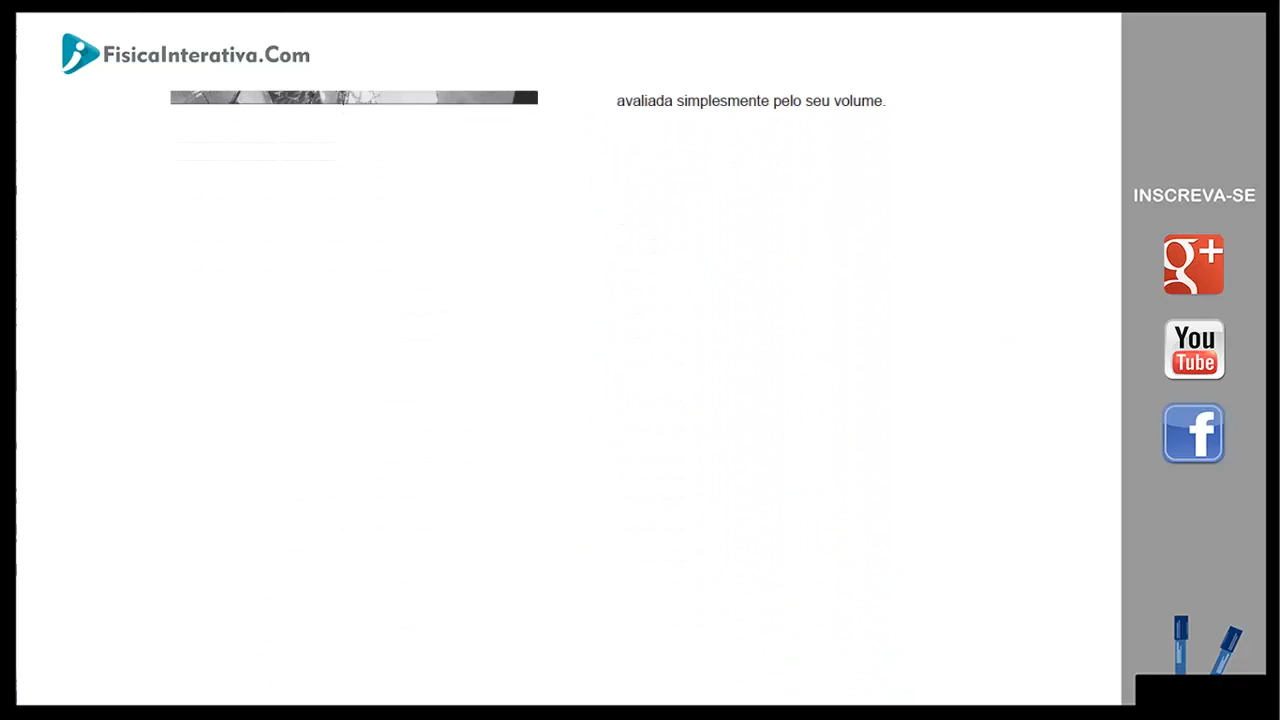 FisicaInterativa.Com
avaliada simplesmente pelo seu volume.
INSCREVA-SE
g+
You
Tube
f